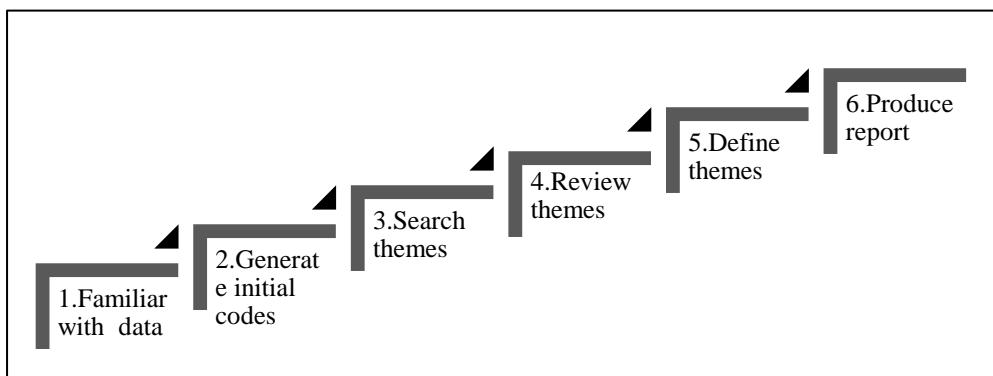 1.Familiar
with  data
2.Generat
e initial
codes
3.Search
themes
4.Review
themes
5.Define
themes
6.Produce
report